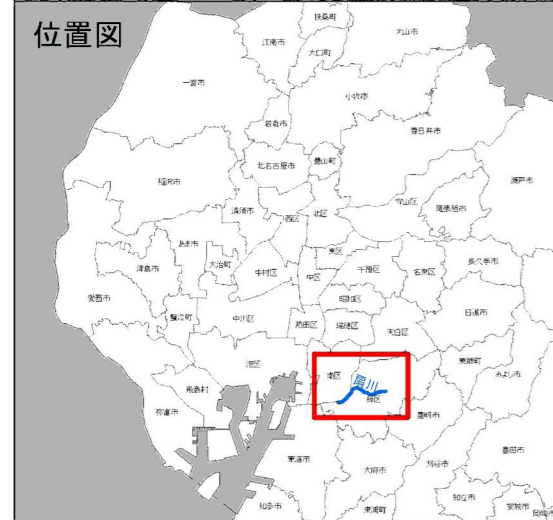 位置図
扶桑町
江南市
犬山市
大口町
一宮市
小牧市
岩倉市
春日井市
北名古屋市
豊山町
瀬戸市
稲沢市
守山区
尾張旭市
清須市
西区
北区
東区
あま市
津島市
大治町
中村区
中区
千種区
名東区
長久手市
愛西市
昭和区
蟹江町
中川区
熱田区
瑞穂区
天白区
日進市
港区
南区
東郷町
みよし市
飛島村
扇川
緑区
弥富市
豊明市
東海市
豊田市
大府市
刈谷市
知立市
知多市
東浦町
安城市
岡崎市